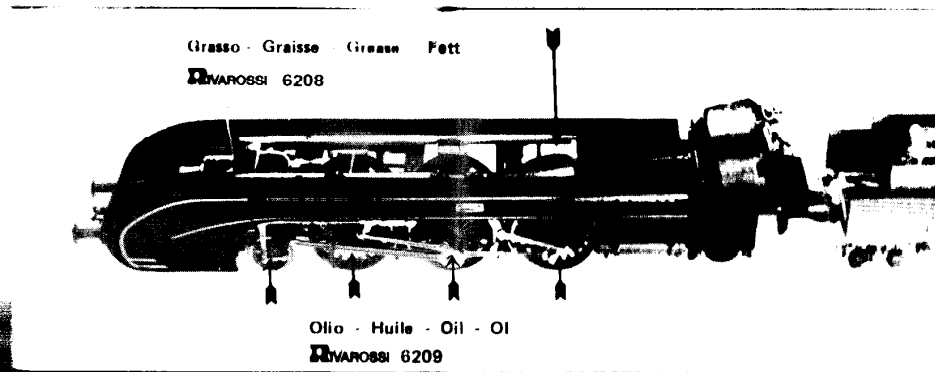 Grasso - Graisse - Grease Fett
RIVAROSSI 6208
Olio - Huile - Oil - Ol
RIVAROSSI 6209